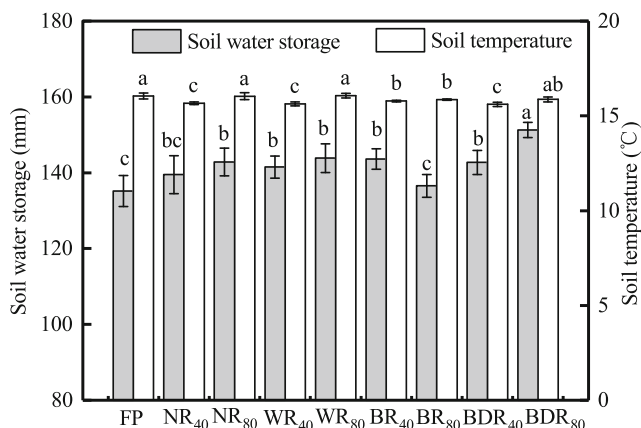 180 20
Soil water storage Soil temperature
a c a c a b b c ab
160
15
a
c bc b b b b c b
140
10
120
5
100
80 0
FP NR40 NR80 WR40 WR80 BR40 BR80 BDR40 BDR80
Soil water storage (mm)
Soil temperature (℃)